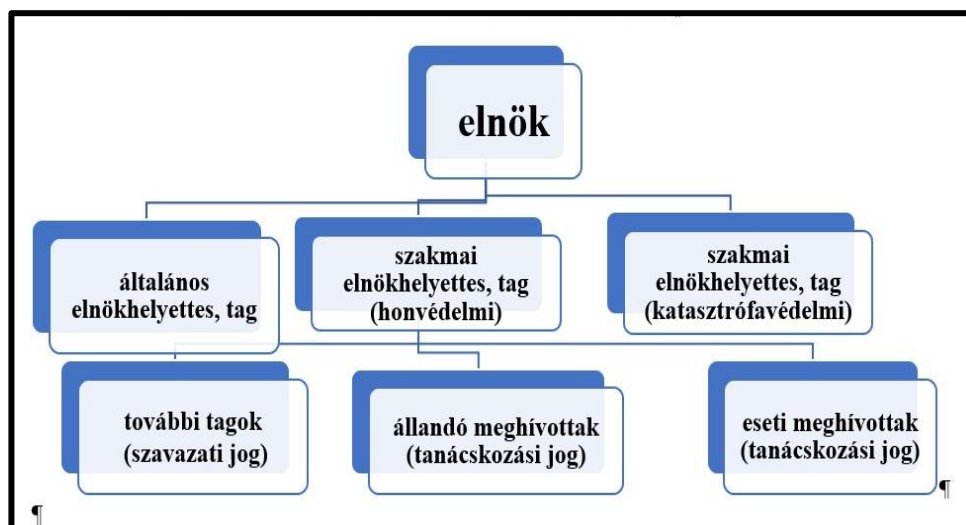 elnök
általános
elnökhelyettes, tag
szakmai
elnökhelyettes, tag
(honvédelmi)
szakmai
elnökhelyettes, tag
(katasztrófavédelmi)
további tagok
(szavazati jog)
állandó meghívottak
(tanácskozási jog)
eseti meghívottak
(tanácskozási jog)
¶
¶